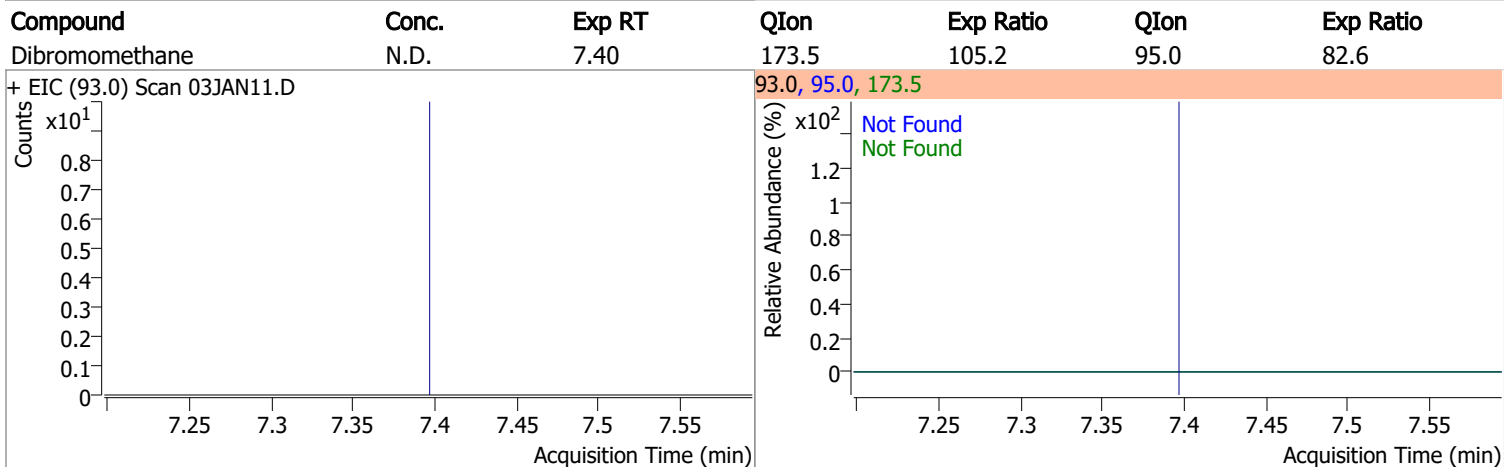 Compound Conc. Exp RT QIon Exp Ratio QIon Exp Ratio
Dibromomethane N.D. 7.40 173.5 105.2 95.0 82.6
+ EIC (93.0) Scan 03JAN11.D
Counts
x10¹
0.8
0.7
0.6
0.5
0.4
0.3
0.2
0.1
0
7.25 7.3 7.35 7.4 7.45 7.5 7.55
Acquisition Time (min)
93.0, 95.0, 173.5
Relative Abundance (%)
x10²
Not Found
Not Found
1.2
1
0.8
0.6
0.4
0.2
0
7.25 7.3 7.35 7.4 7.45 7.5 7.55
Acquisition Time (min)